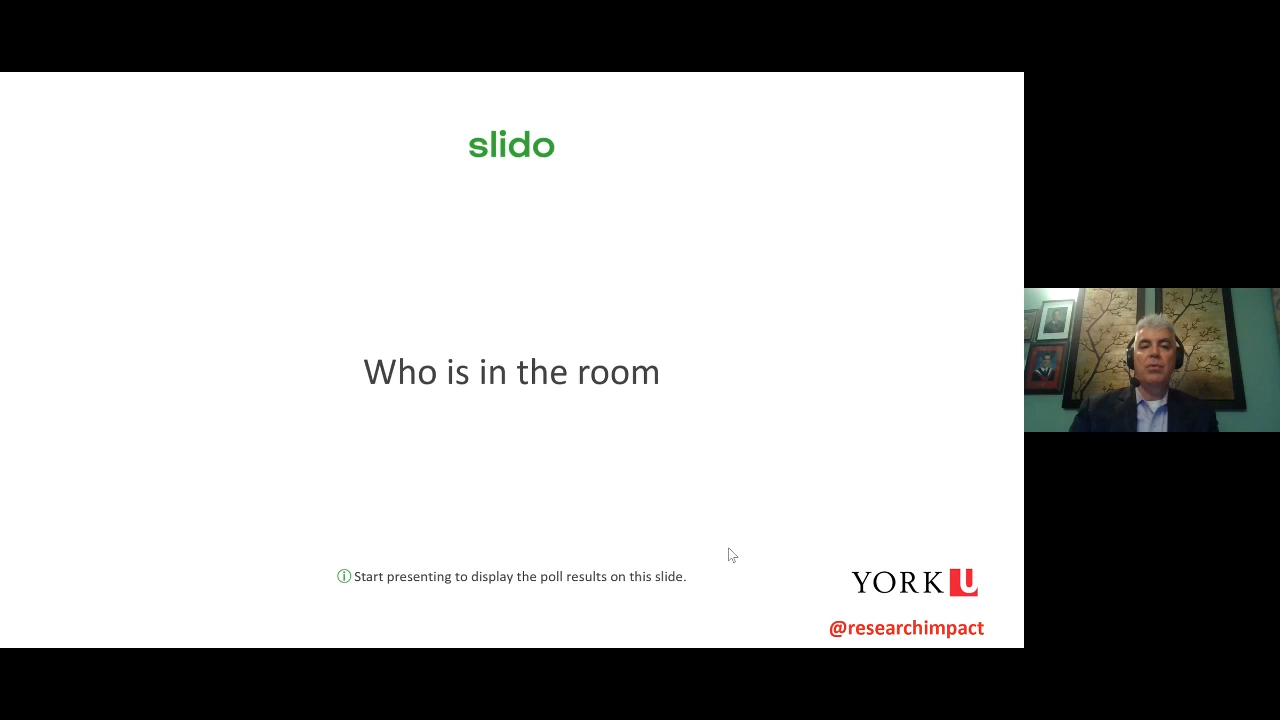 slido
Who is in the room
Start presenting to display the poll results on this slide.
YORK U
@researchimpact